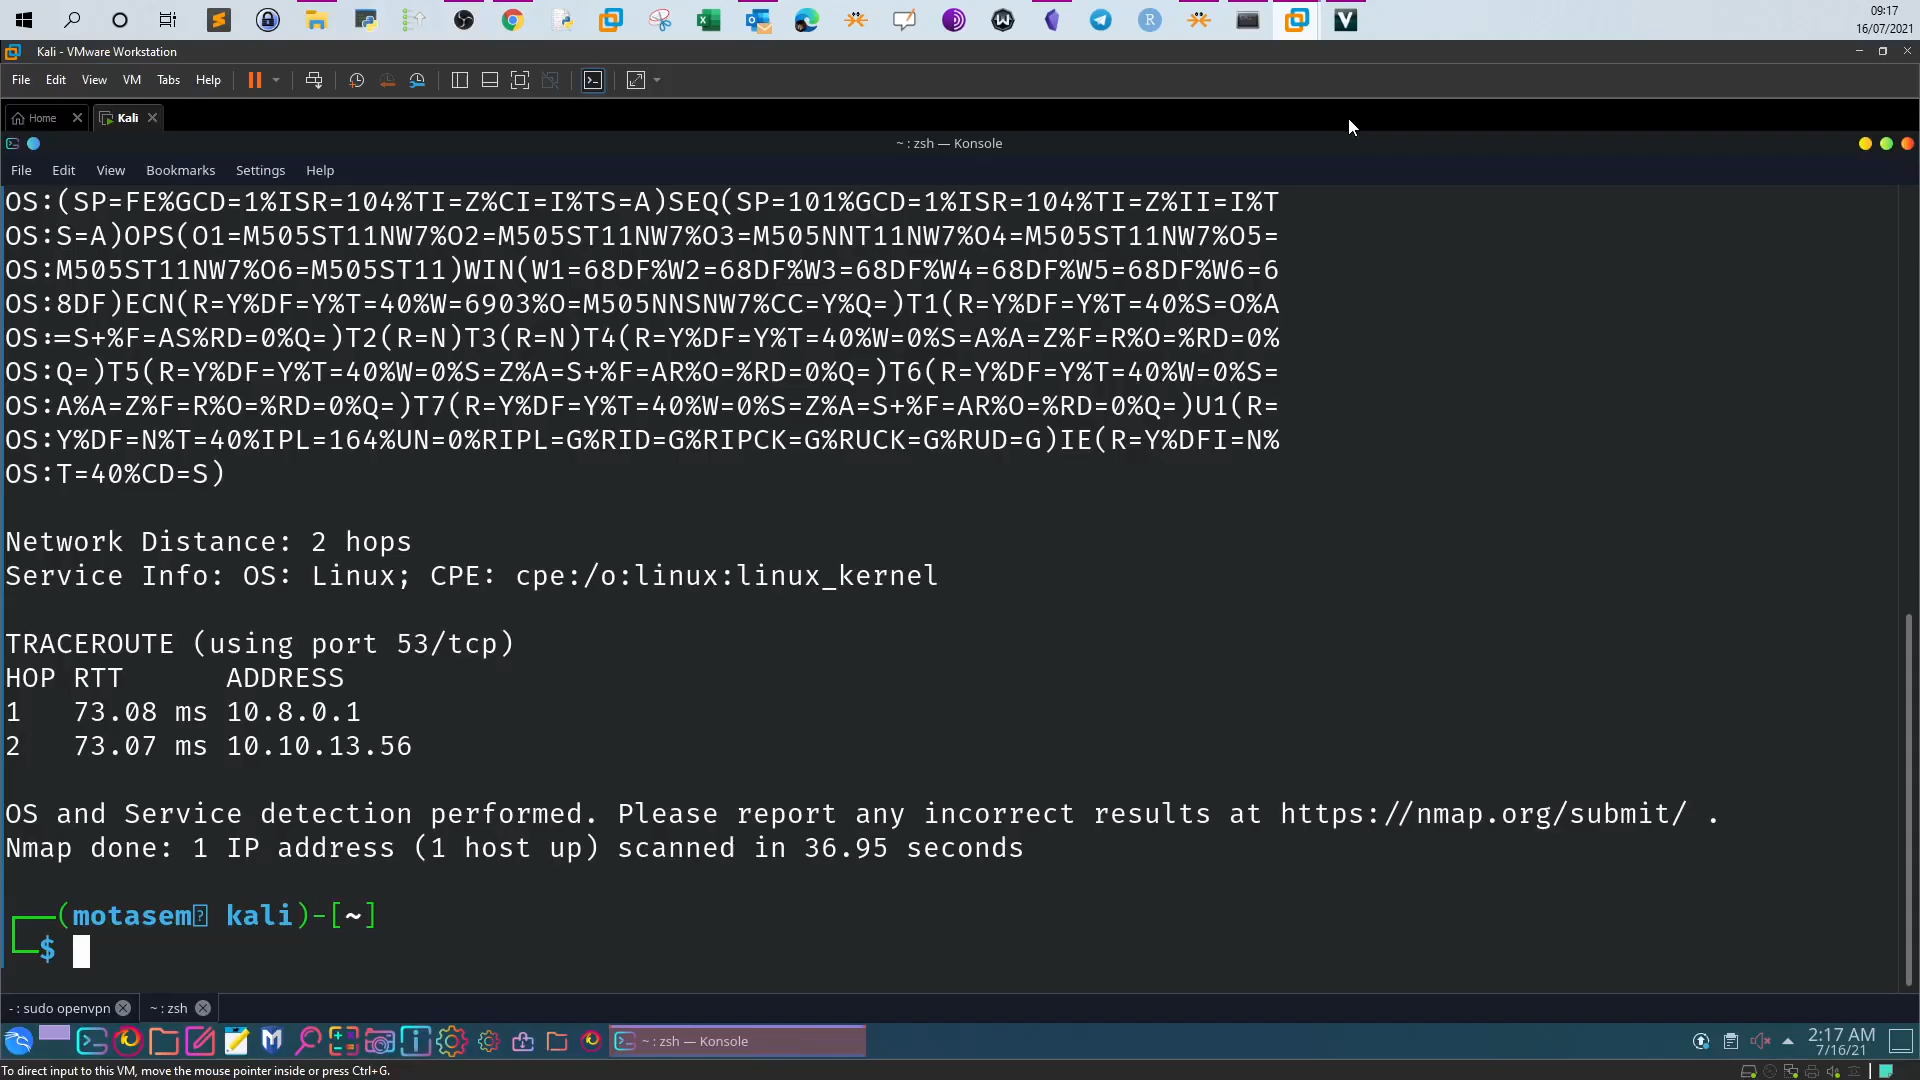 09:17
16/07/2021
Kali - VMware Workstation
File Edit View VM Tabs Help
Home Kali
~ : zsh — Konsole
File Edit View Bookmarks Settings Help
OS:(SP=FE%GCD=1%ISR=104%TI=Z%CI=I%TS=A)SEQ(SP=101%GCD=1%ISR=104%TI=Z%II=I%T
OS:S=A)OPS(O1=M505ST11NW7%O2=M505ST11NW7%O3=M505NNT11NW7%O4=M505ST11NW7%O5=
OS:M505ST11NW7%O6=M505ST11)WIN(W1=68DF%W2=68DF%W3=68DF%W4=68DF%W5=68DF%W6=6
OS:8DF)ECN(R=Y%DF=Y%T=40%W=6903%O=M505NNSNW7%CC=Y%Q=)T1(R=Y%DF=Y%T=40%S=O%A
OS:=S+%F=AS%RD=0%Q=)T2(R=N)T3(R=N)T4(R=Y%DF=Y%T=40%W=0%S=A%A=Z%F=R%O=%RD=0%
OS:Q=)T5(R=Y%DF=Y%T=40%W=0%S=Z%A=S+%F=AR%O=%RD=0%Q=)T6(R=Y%DF=Y%T=40%W=0%S=
OS:A%A=Z%F=R%O=%RD=0%Q=)T7(R=Y%DF=Y%T=40%W=0%S=Z%A=S+%F=AR%O=%RD=0%Q=)U1(R=
OS:Y%DF=N%T=40%IPL=164%UN=0%RIPL=G%RID=G%RIPCK=G%RUCK=G%RUD=G)IE(R=Y%DFI=N%
OS:T=40%CD=S)
Network Distance: 2 hops
Service Info: OS: Linux; CPE: cpe:/o:linux:linux_kernel
TRACEROUTE (using port 53/tcp)
HOP RTT ADDRESS
1 73.08 ms 10.8.0.1
2 73.07 ms 10.10.13.56
OS and Service detection performed. Please report any incorrect results at https://nmap.org/submit/ .
Nmap done: 1 IP address (1 host up) scanned in 36.95 seconds
(motasem kali)-[~]
$
- : sudo openvpn ~ : zsh
~ : zsh — Konsole
2:17 AM
7/16/21
To direct input to this VM, move the mouse pointer inside or press Ctrl+G.